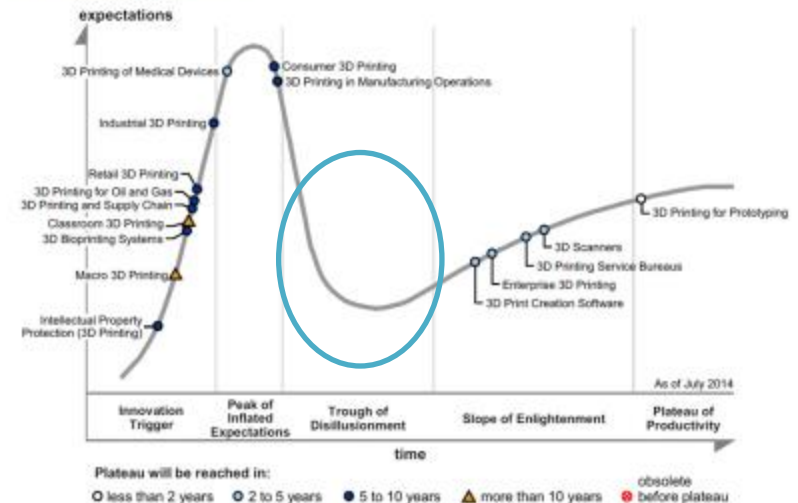 expectations
3D Printing of Medical Devices
Consumer 3D Printing
3D Printing in Manufacturing Operations
Industrial 3D Printing
Retail 3D Printing
3D Printing for Oil and Gas
3D Printing and Supply Chain
Classroom 3D Printing
3D Bioprinting Systems
Macro 3D Printing
Intellectual Property
Protection (3D Printing)
3D Printing for Prototyping
3D Scanners
3D Printing Service Bureaus
Enterprise 3D Printing
3D Print Creation Software
As of July 2014
Innovation
Trigger
Peak of
Inflated
Expectations
Trough of
Disillusionment
Slope of Enlightenment
Plateau of
Productivity
time
Plateau will be reached in:
less than 2 years
2 to 5 years
5 to 10 years
more than 10 years
obsolete
before plateau